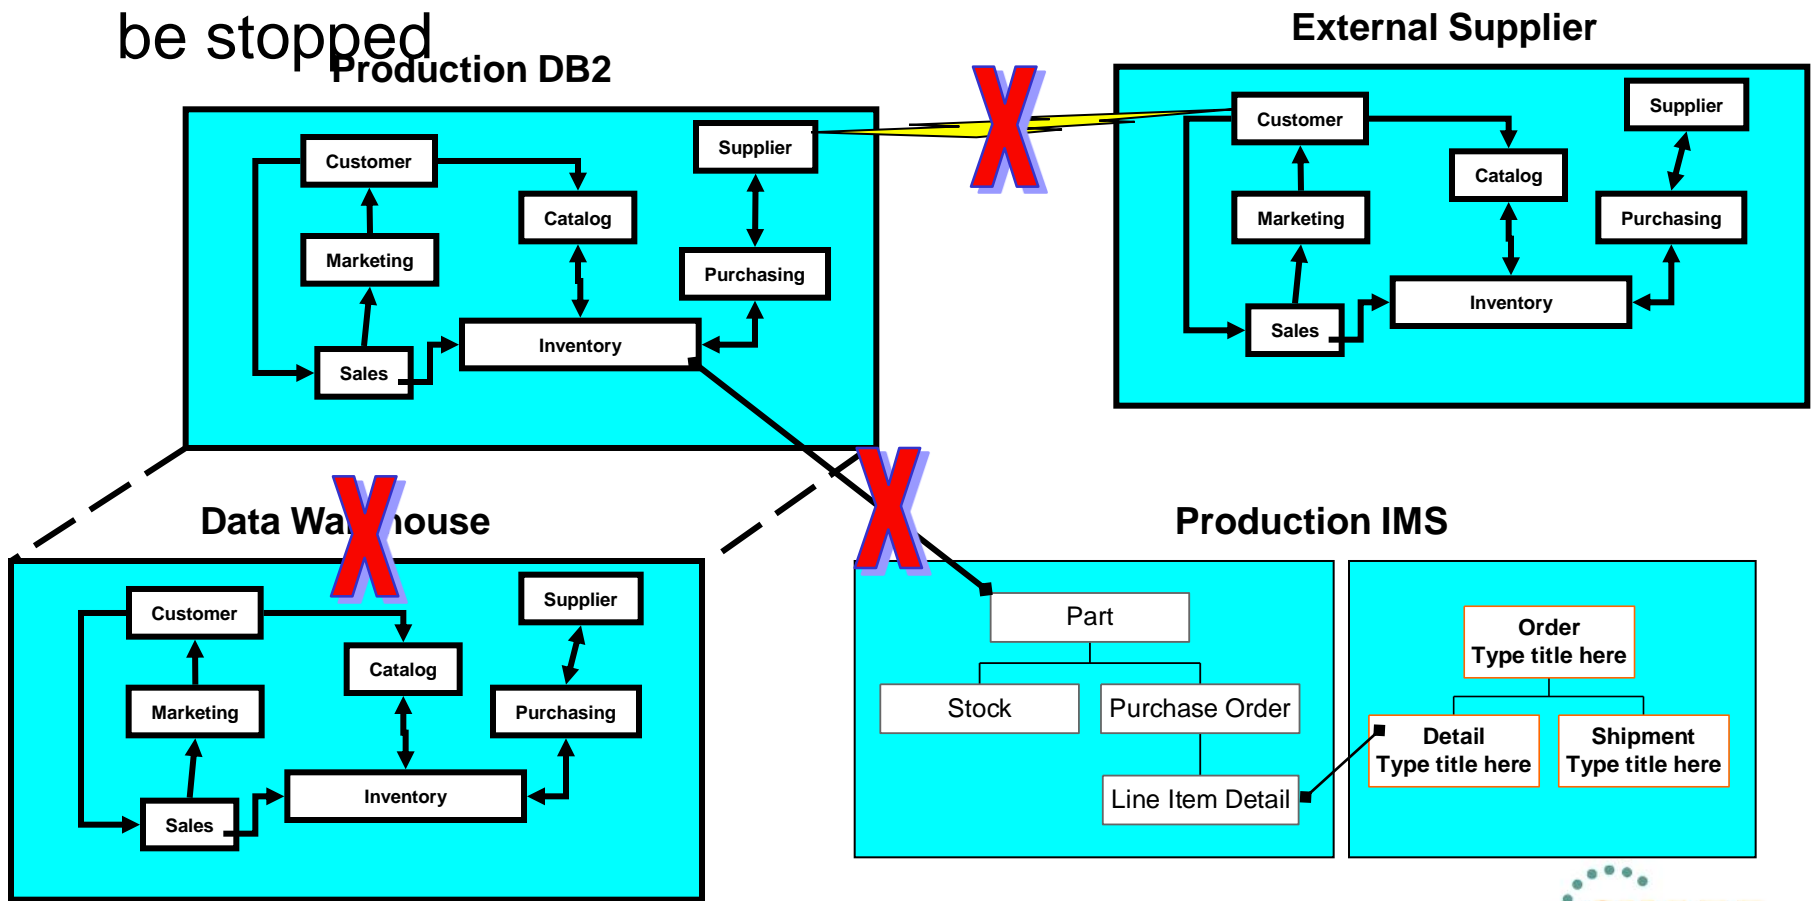 be stopped
Production DB2
Customer
Supplier
Catalog
Marketing
Purchasing
Inventory
Sales
External Supplier
Customer
Supplier
Catalog
Marketing
Purchasing
Inventory
Sales
Data Warehouse
Customer
Supplier
Catalog
Marketing
Purchasing
Inventory
Sales
Production IMS
Part
Stock
Purchase Order
Line Item Detail
Order
Type title here
Detail
Type title here
Shipment
Type title here